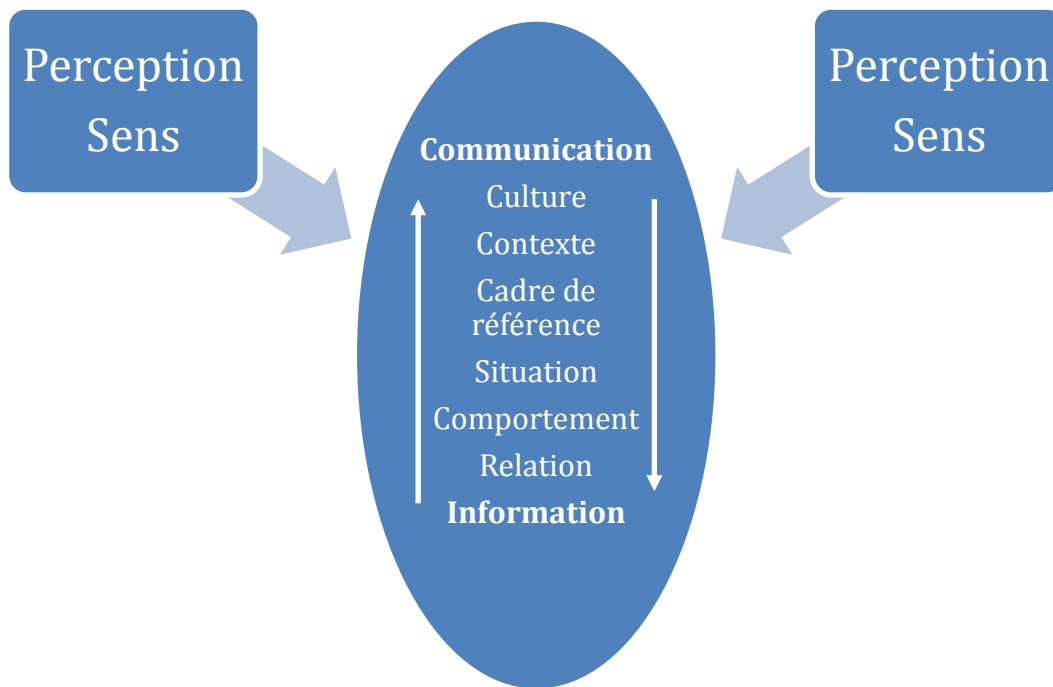 Perception
Sens
Perception
Sens
Communication
Culture
Contexte
Cadre de
référence
Situation
Comportement
Relation
Information